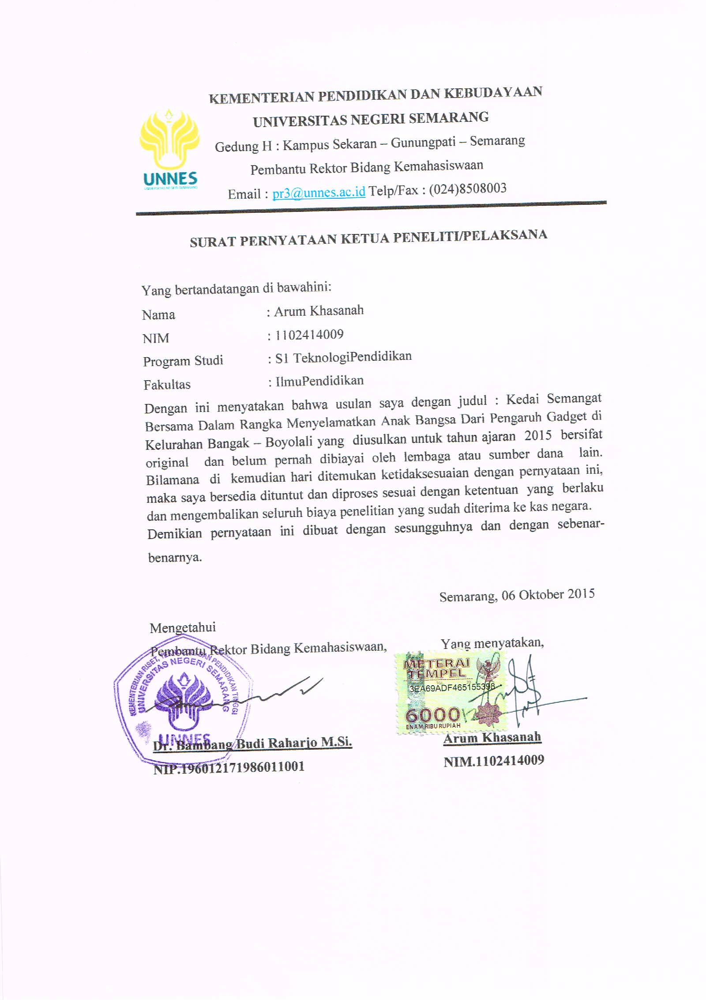 KEMENTERIAN PENDIDIKAN DAN KEBUDAYAAN
UNIVERSITAS NEGERI SEMARANG
Gedung H : Kampus Sekaran – Gunungpati – Semarang
Pembantu Rektor Bidang Kemahasiswaan
Email : pr3@unnes.ac.id Telp/Fax : (024)8508003
UNNES
UNIVERSITAS NEGERI SEMARANG
SURAT PERNYATAAN KETUA PENELITI/PELAKSANA
Yang bertandatangan di bawahini:
Nama : Arum Khasanah
NIM : 1102414009
Program Studi : S1 TeknologiPendidikan
Fakultas : IlmuPendidikan
Dengan ini menyatakan bahwa usulan saya dengan judul : Kedai Semangat
Bersama Dalam Rangka Menyelamatkan Anak Bangsa Dari Pengaruh Gadget di
Kelurahan Bangak – Boyolali yang diusulkan untuk tahun ajaran 2015 bersifat
original dan belum pernah dibiayai oleh lembaga atau sumber dana lain.
Bilamana di kemudian hari ditemukan ketidaksesuaian dengan pernyataan ini,
maka saya bersedia dituntut dan diproses sesuai dengan ketentuan yang berlaku
dan mengembalikan seluruh biaya penelitian yang sudah diterima ke kas negara.
Demikian pernyataan ini dibuat dengan sesungguhnya dan dengan sebenar-
benarnya.
Semarang, 06 Oktober 2015
Mengetahui
Pembantu Rektor Bidang Kemahasiswaan,
Yang menyatakan,
KEMENTERIAN RISET, TEKNOLOGI DAN PENDIDIKAN TINGGI
UNIVERSITAS NEGERI SEMARANG
UNNES
METERAI
TEMPEL
TGL. 20
3EA69ADF465155398
6000
ENAM RIBU RUPIAH
Dr. Bambang Budi Raharjo M.Si.
NIP.196012171986011001
Arum Khasanah
NIM.1102414009